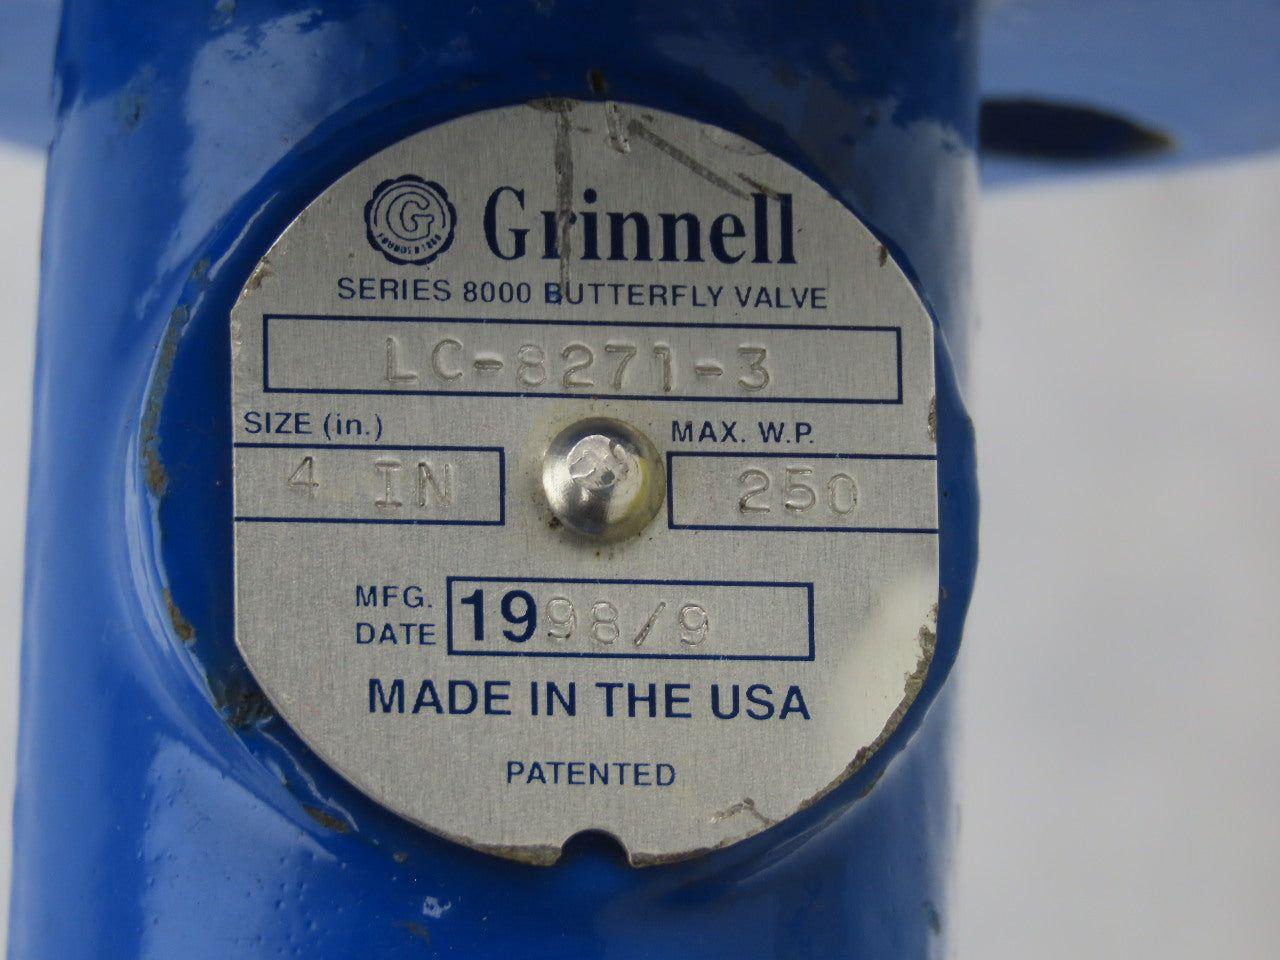 G
Grinnell
SERIES 8000 BUTTERFLY VALVE
LC-8271-3
SIZE (in.) MAX. W.P.
4 IN 250
MFG. DATE 1998/9
MADE IN THE USA
PATENTED